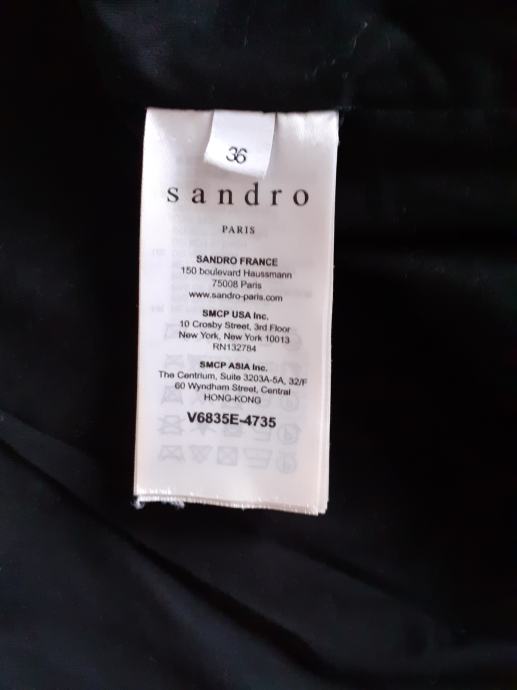 36
sandro
PARIS
SANDRO FRANCE
150 boulevard Haussmann
75008 Paris
www.sandro-paris.com
SMCP USA Inc.
10 Crosby Street, 3rd Floor
New York, New York 10013
RN132784
SMCP ASIA Inc.
The Centrium, Suite 3203A-5A, 32/F
60 Wyndham Street, Central
HONG-KONG
V6835E-4735